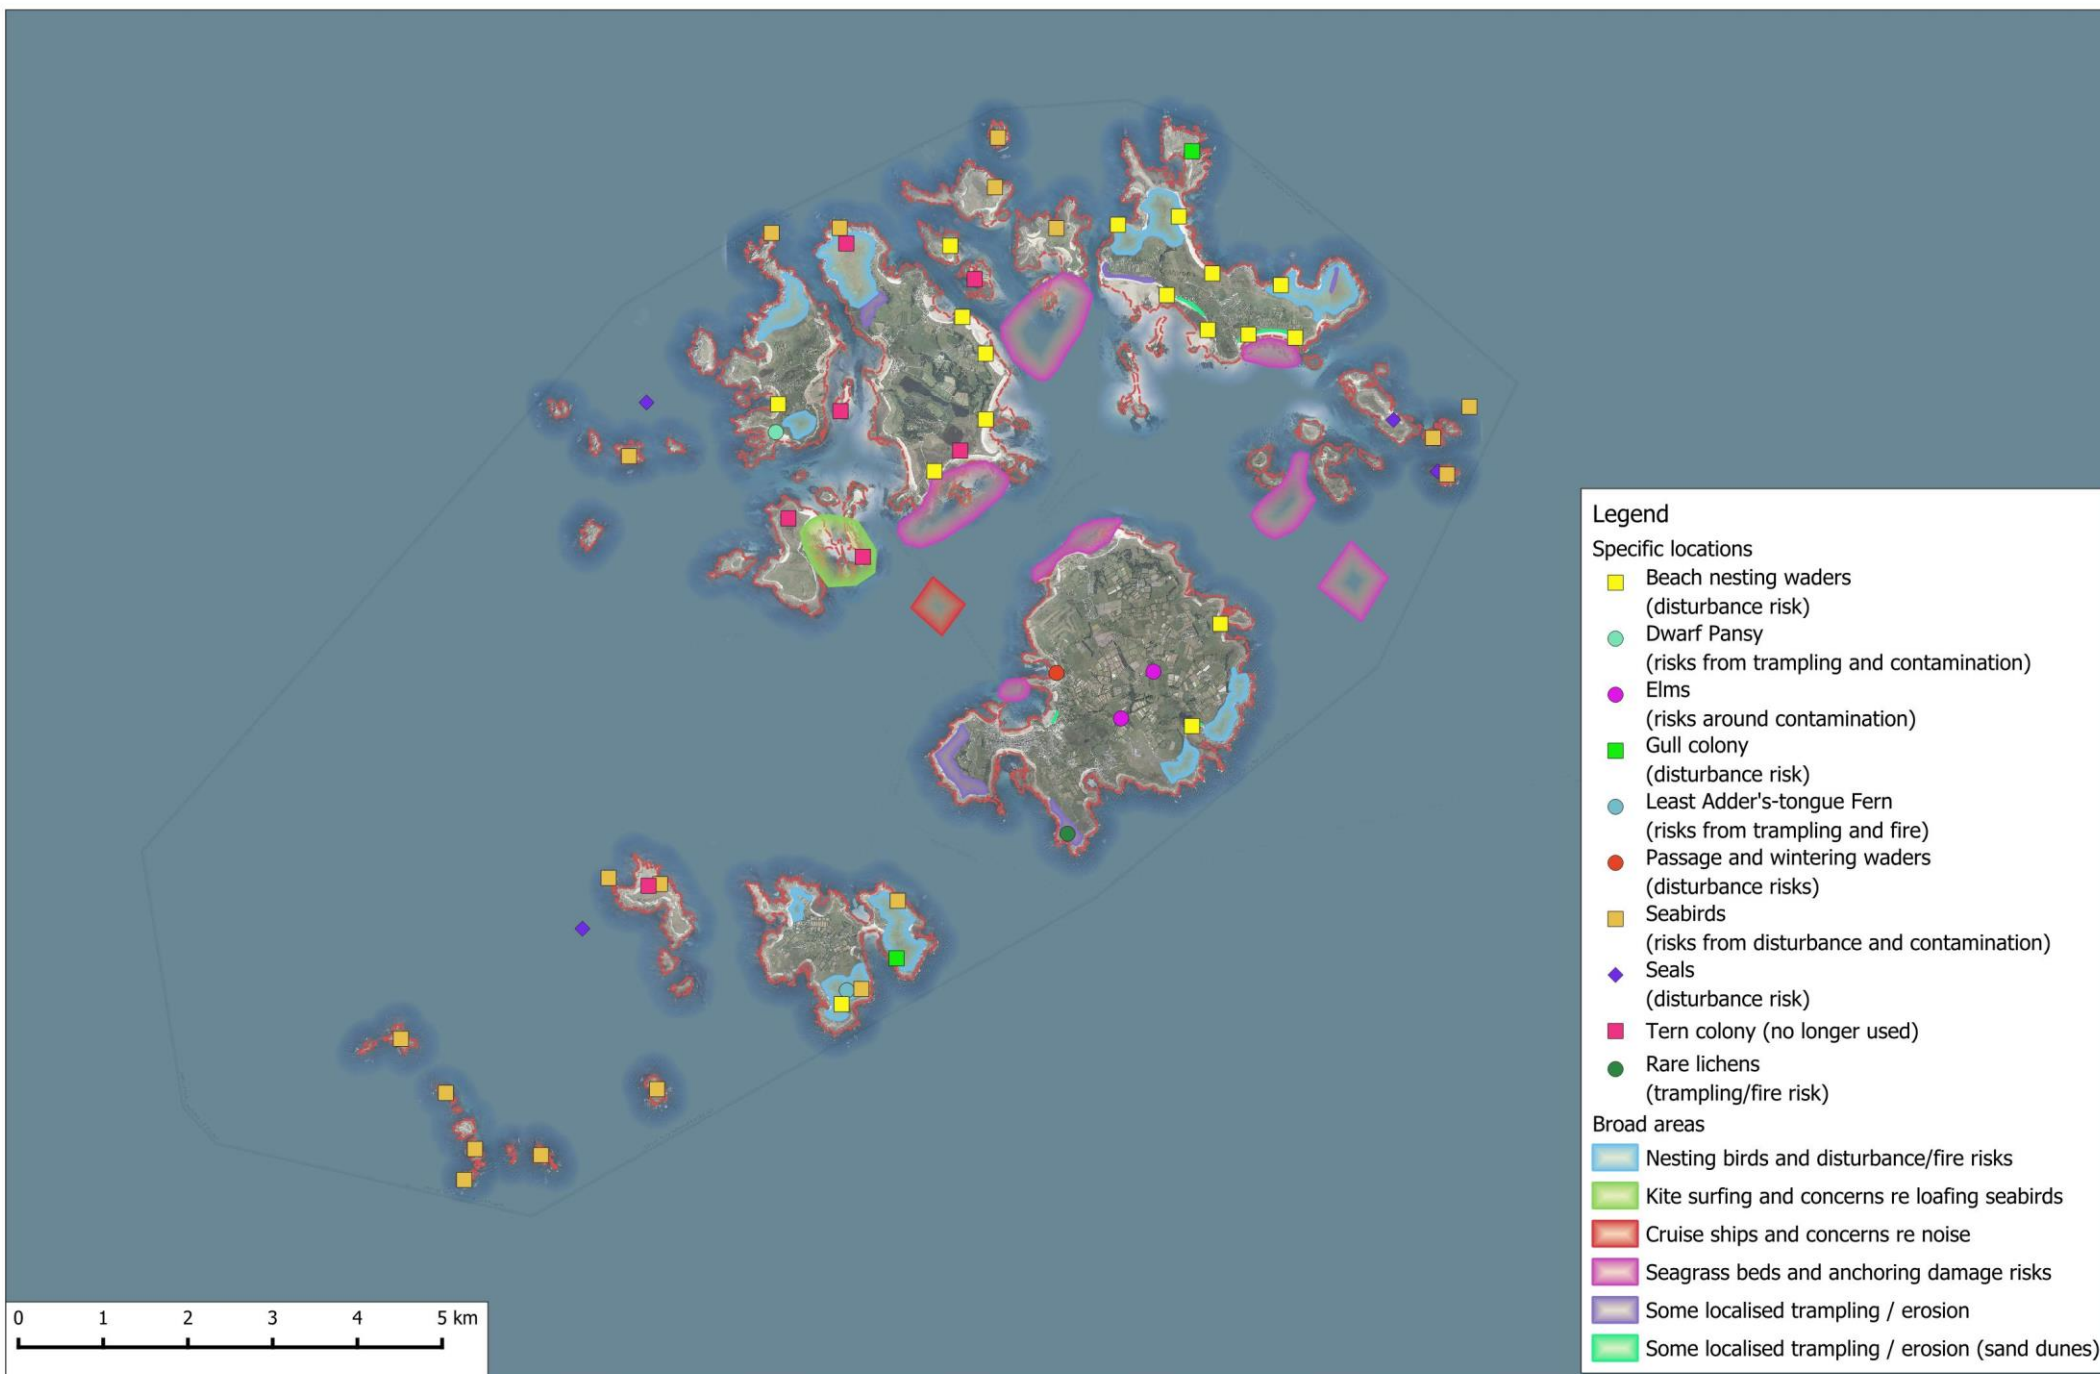 Legend
Specific locations
Beach nesting waders
(disturbance risk)
Dwarf Pansy
(risks from trampling and contamination)
Elms
(risks around contamination)
Gull colony
(disturbance risk)
Least Adder's-tongue Fern
(risks from trampling and fire)
Passage and wintering waders
(disturbance risks)
Seabirds
(risks from disturbance and contamination)
Seals
(disturbance risk)
Tern colony (no longer used)
Rare lichens
(trampling/fire risk)
Broad areas
Nesting birds and disturbance/fire risks
Kite surfing and concerns re loafing seabirds
Cruise ships and concerns re noise
Seagrass beds and anchoring damage risks
Some localised trampling / erosion
Some localised trampling / erosion (sand dunes)
0 1 2 3 4 5 km